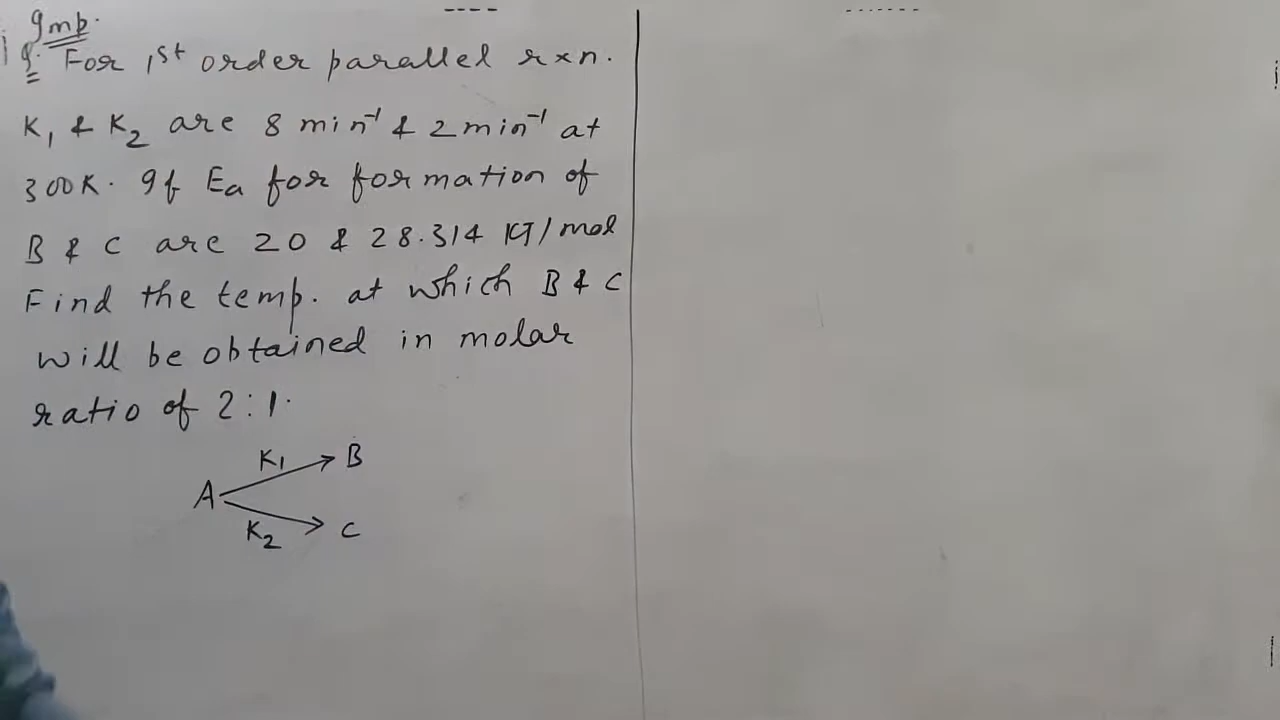 Imp.
Q. For 1st order parallel rxn.
K1 & K2 are 8 min⁻¹ & 2 min⁻¹ at
300K. If Ea for formation of
B & C are 20 & 28.314 KJ/mol
Find the temp. at which B & C
will be obtained in molar
ratio of 2:1.
K1 B
A
K2 C